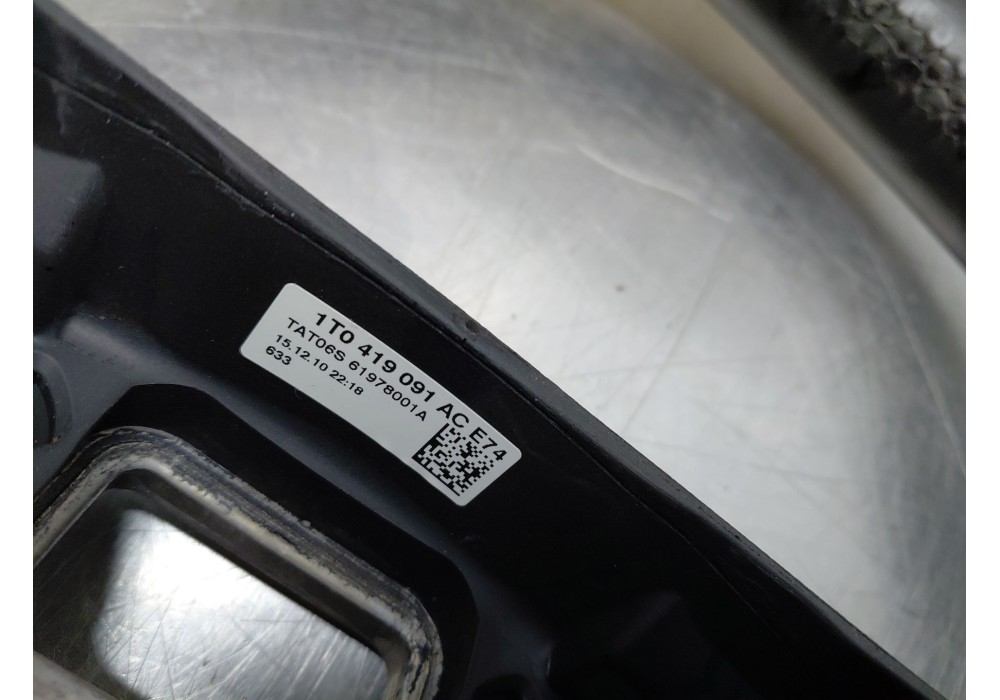 1T0 419 091 AC E74
TAT06S 61978001A
15.12.10 22:18
633